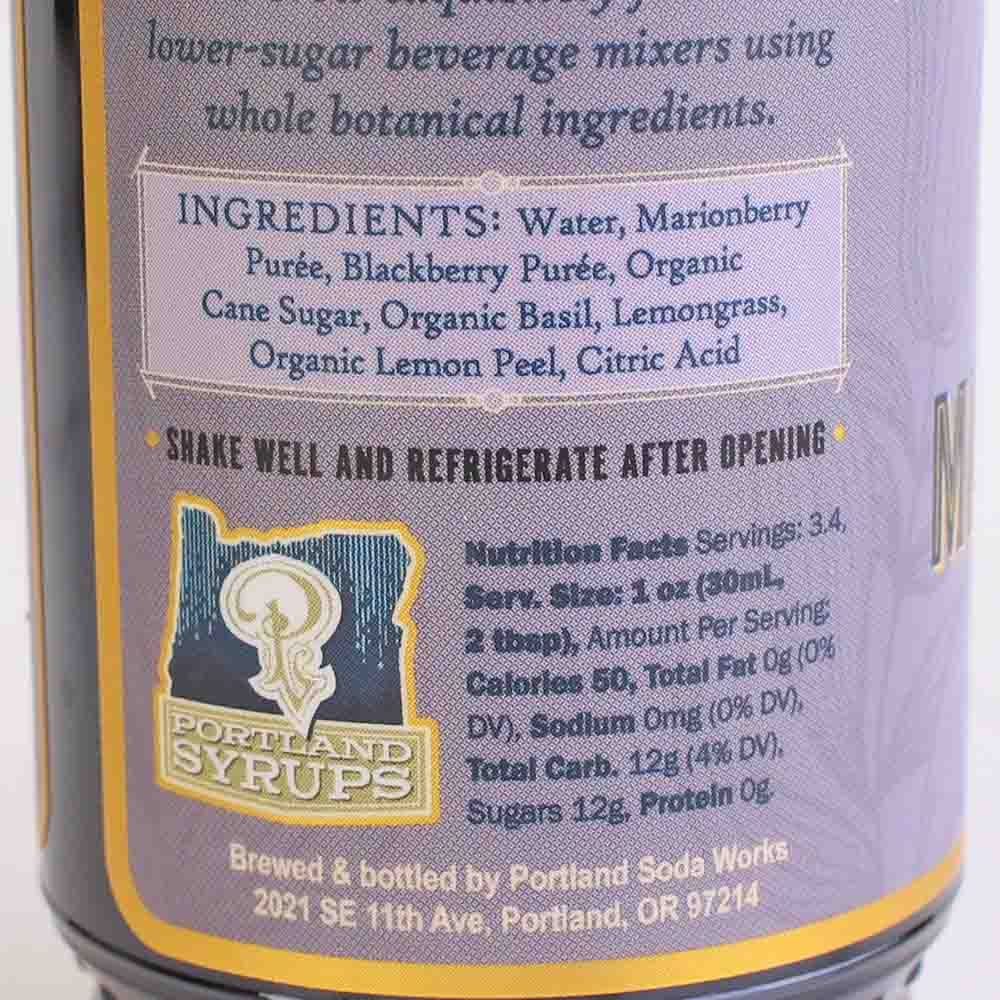 lower-sugar beverage mixers using
whole botanical ingredients.
INGREDIENTS: Water, Marionberry
Purée, Blackberry Purée, Organic
Cane Sugar, Organic Basil, Lemongrass,
Organic Lemon Peel, Citric Acid
SHAKE WELL AND REFRIGERATE AFTER OPENING
Nutrition Facts Servings: 3.4,
Serv. Size: 1 oz (30mL,
2 tbsp), Amount Per Serving:
Calories 50, Total Fat 0g (0%
DV), Sodium 0mg (0% DV),
Total Carb. 12g (4% DV),
Sugars 12g, Protein 0g.
PORTLAND
SYRUPS
Brewed & bottled by Portland Soda Works
2021 SE 11th Ave, Portland, OR 97214